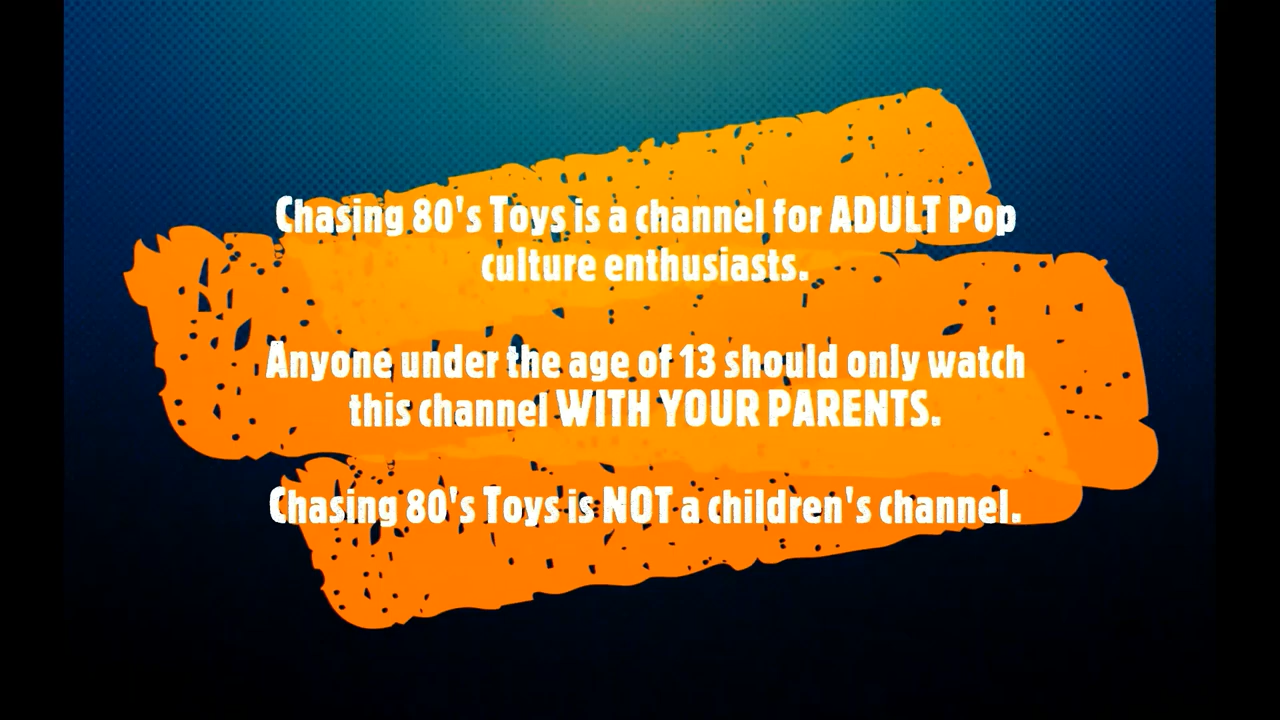 Chasing 80's Toys is a channel for ADULT Pop
culture enthusiasts.
Anyone under the age of 13 should only watch
this channel WITH YOUR PARENTS.
Chasing 80's Toys is NOT a children's channel.